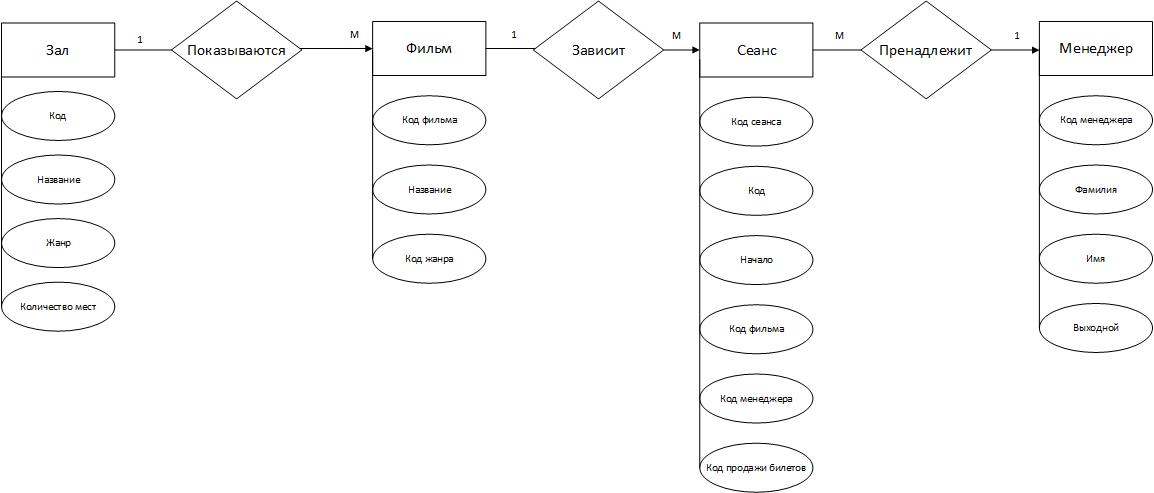 Зал
1
Показываются
М
Фильм
1
Зависит
М
Сеанс
М
Пренадлежит
1
Менеджер
Код
Название
Жанр
Количество мест
Код фильма
Название
Код жанра
Код сеанса
Код
Начало
Код фильма
Код менеджера
Код продажи билетов
Код менеджера
Фамилия
Имя
Выходной